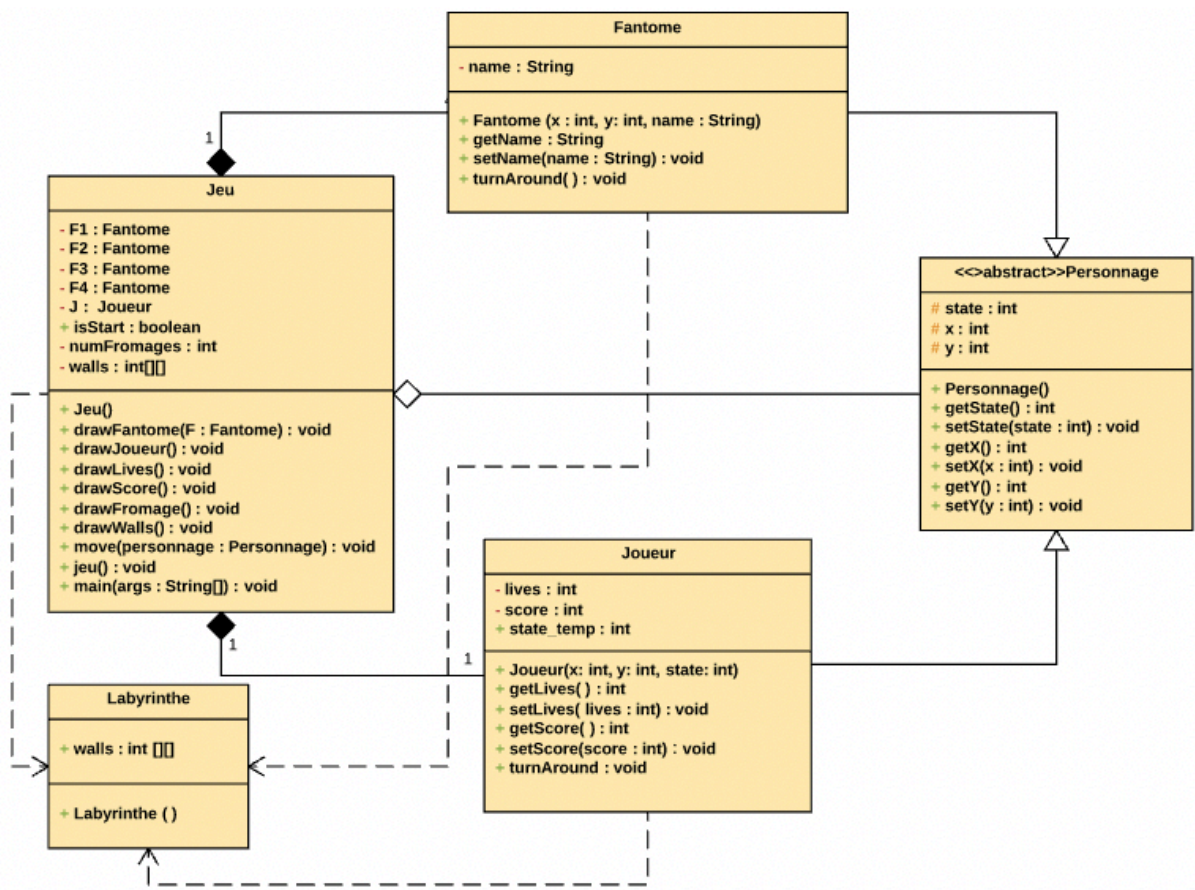 Fantome
- name : String
+ Fantome (x : int, y: int, name : String)
+ getName : String
+ setName(name : String) : void
+ turnAround( ) : void
1
Jeu
- F1 : Fantome
- F2 : Fantome
- F3 : Fantome
- F4 : Fantome
- J : Joueur
+ isStart : boolean
- numFromages : int
- walls : int[][]
+ Jeu()
+ drawFantome(F : Fantome) : void
+ drawJoueur() : void
+ drawLives() : void
+ drawScore() : void
+ drawFromage() : void
+ drawWalls() : void
+ move(personnage : Personnage) : void
+ jeu() : void
+ main(args : String[]) : void
<<>abstract>>Personnage
# state : int
# x : int
# y : int
+ Personnage()
+ getState() : int
+ setState(state : int) : void
+ getX() : int
+ setX(x : int) : void
+ getY() : int
+ setY(y : int) : void
1
1
Joueur
- lives : int
- score : int
+ state_temp : int
+ Joueur(x: int, y: int, state: int)
+ getLives( ) : int
+ setLives( lives : int) : void
+ getScore( ) : int
+ setScore(score : int) : void
+ turnAround : void
Labyrinthe
+ walls : int [][]
+ Labyrinthe ( )